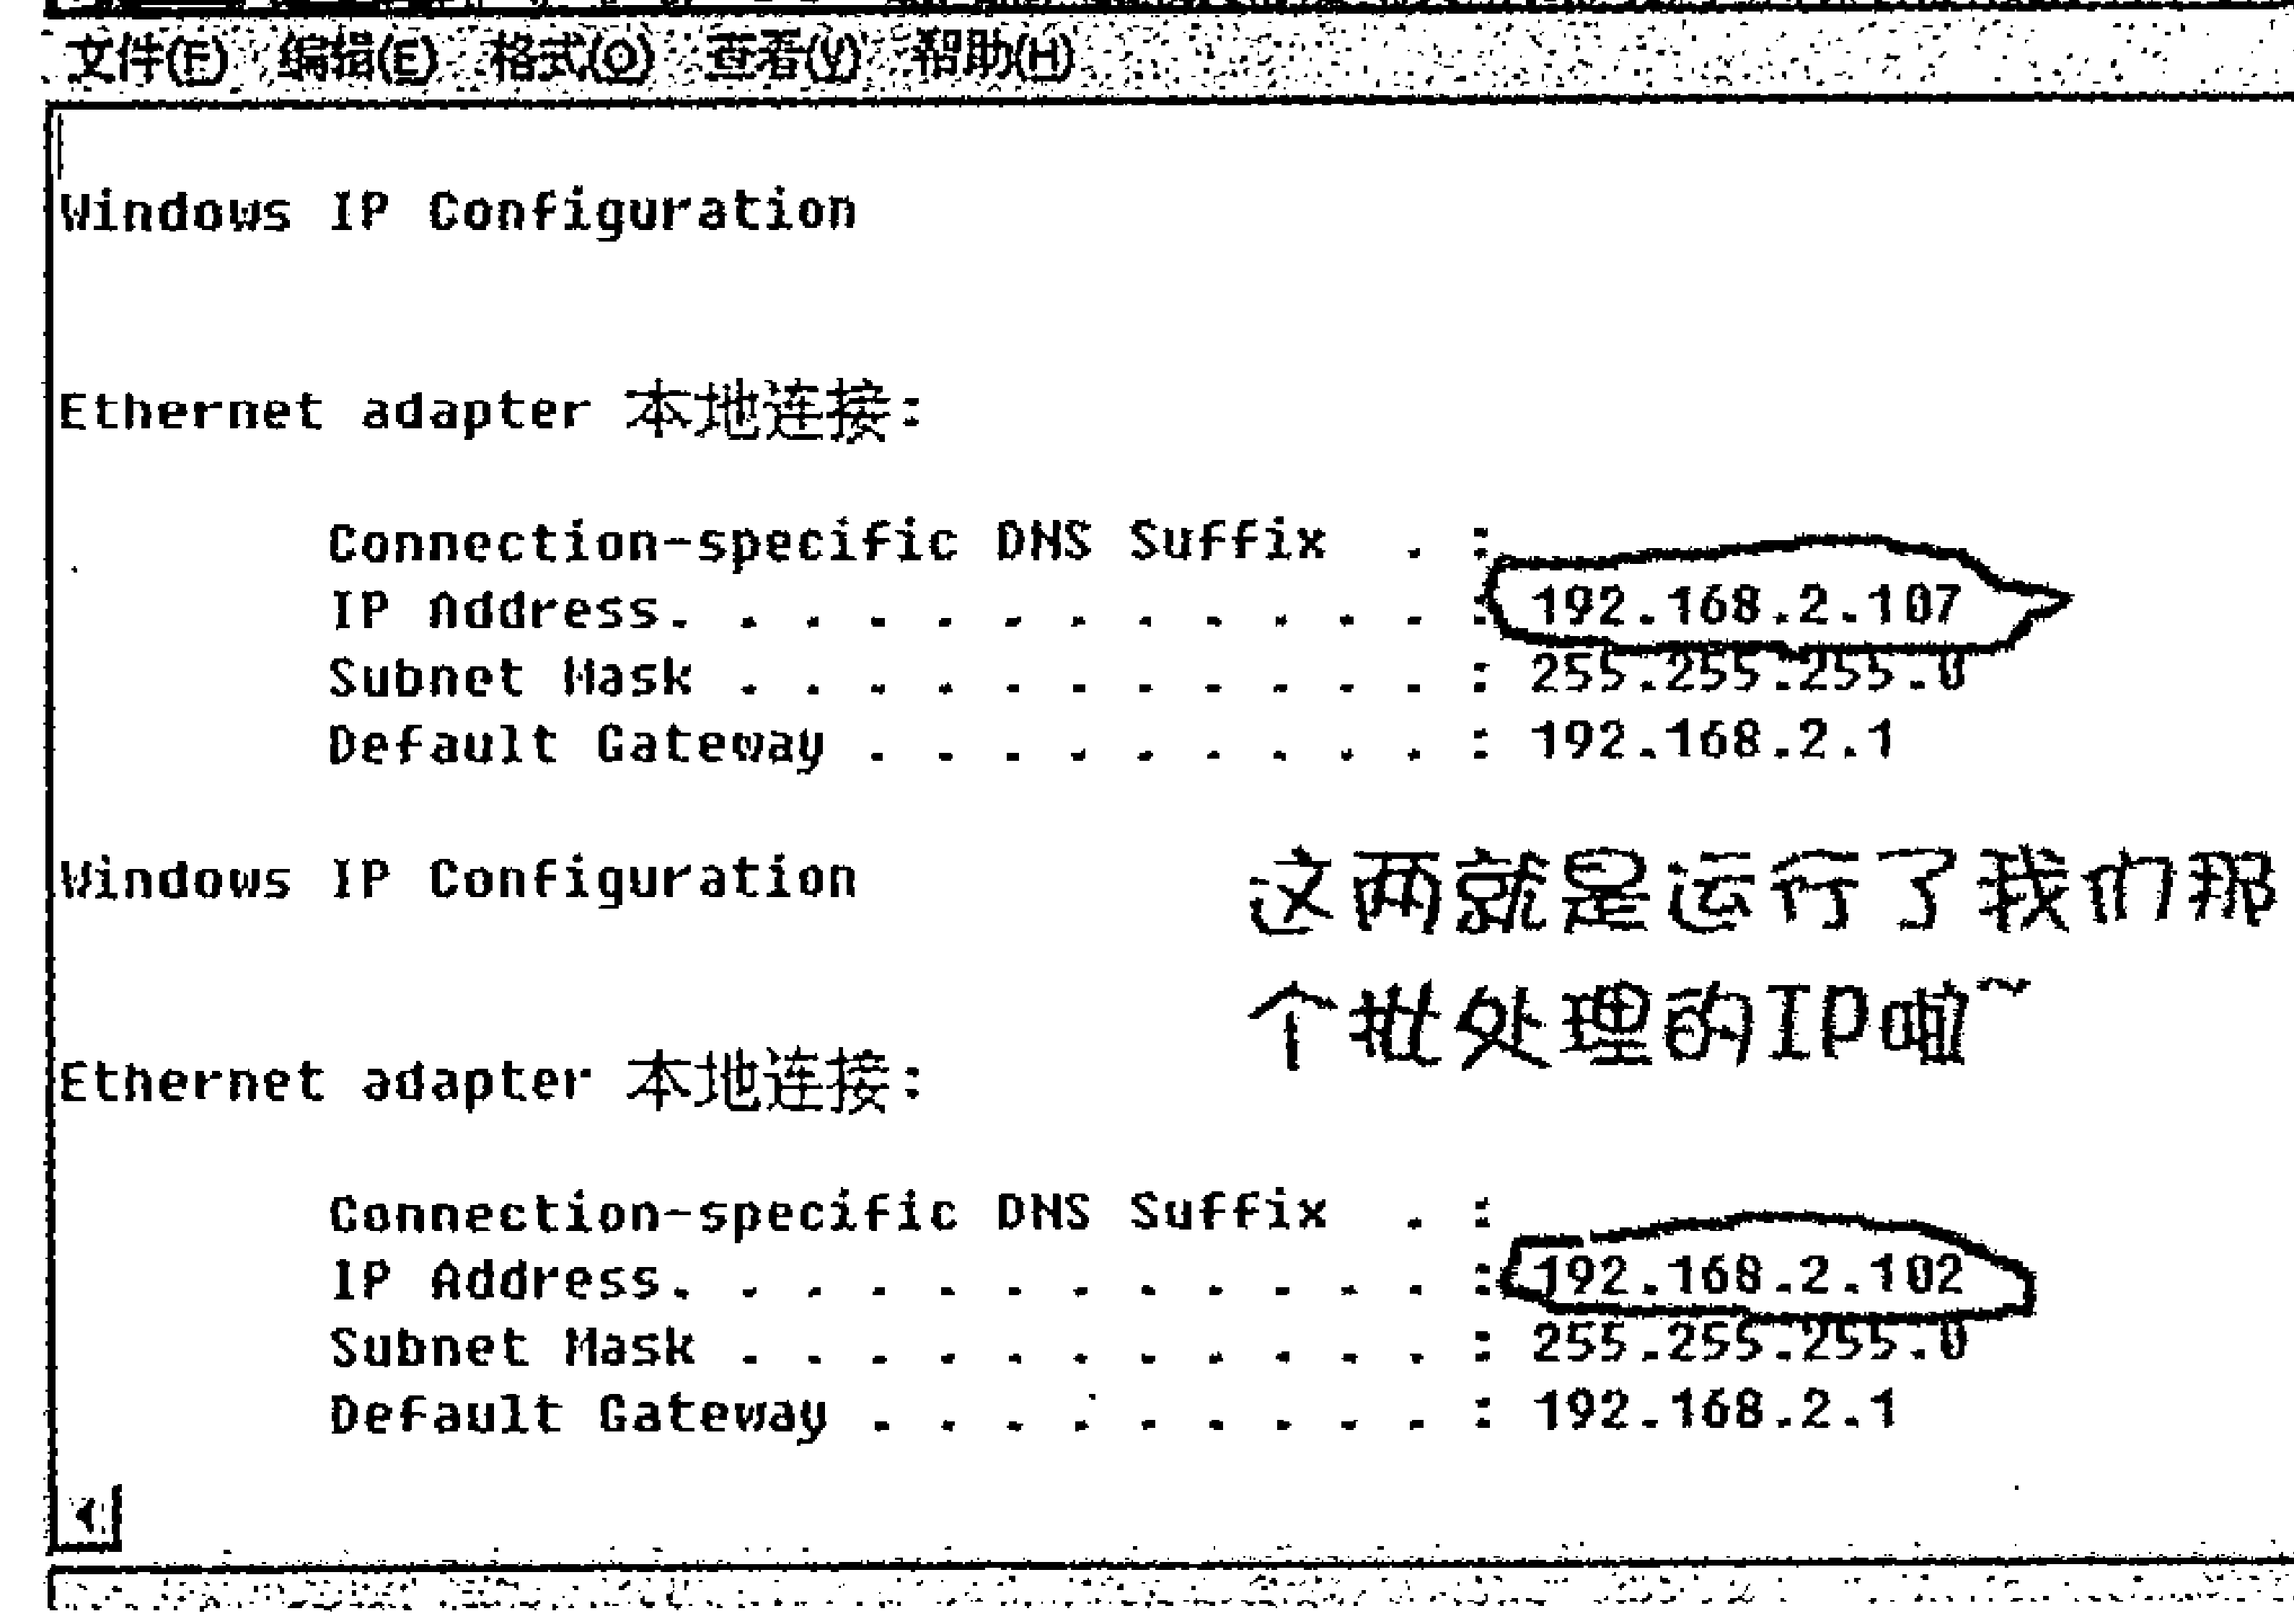 文件(F) 编辑(E) 格式(O) 查看(V) 帮助(H)
Windows IP Configuration
Ethernet adapter 本地连接:
Connection-specific DNS Suffix  . :
IP Address. . . . . . . . . . . . : 192.168.2.107
Subnet Mask . . . . . . . . . . . : 255.255.255.0
Default Gateway . . . . . . . . . : 192.168.2.1
Windows IP Configuration
这两就是运行了我们那
个批处理的IP啦~
Ethernet adapter 本地连接:
Connection-specific DNS Suffix  . :
IP Address. . . . . . . . . . . . : 192.168.2.102
Subnet Mask . . . . . . . . . . . : 255.255.255.0
Default Gateway . . . . . . . . . : 192.168.2.1